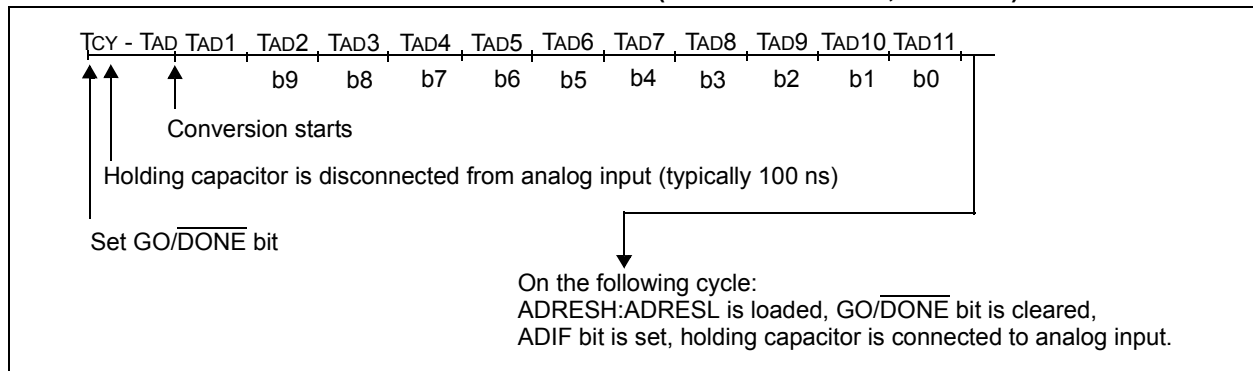 TCY - TAD TAD1 TAD2 TAD3 TAD4 TAD5 TAD6 TAD7 TAD8 TAD9 TAD10 TAD11
b9 b8 b7 b6 b5 b4 b3 b2 b1 b0
Conversion starts
Holding capacitor is disconnected from analog input (typically 100 ns)
Set GO/DONE bit
On the following cycle:
ADRESH:ADRESL is loaded, GO/DONE bit is cleared,
ADIF bit is set, holding capacitor is connected to analog input.